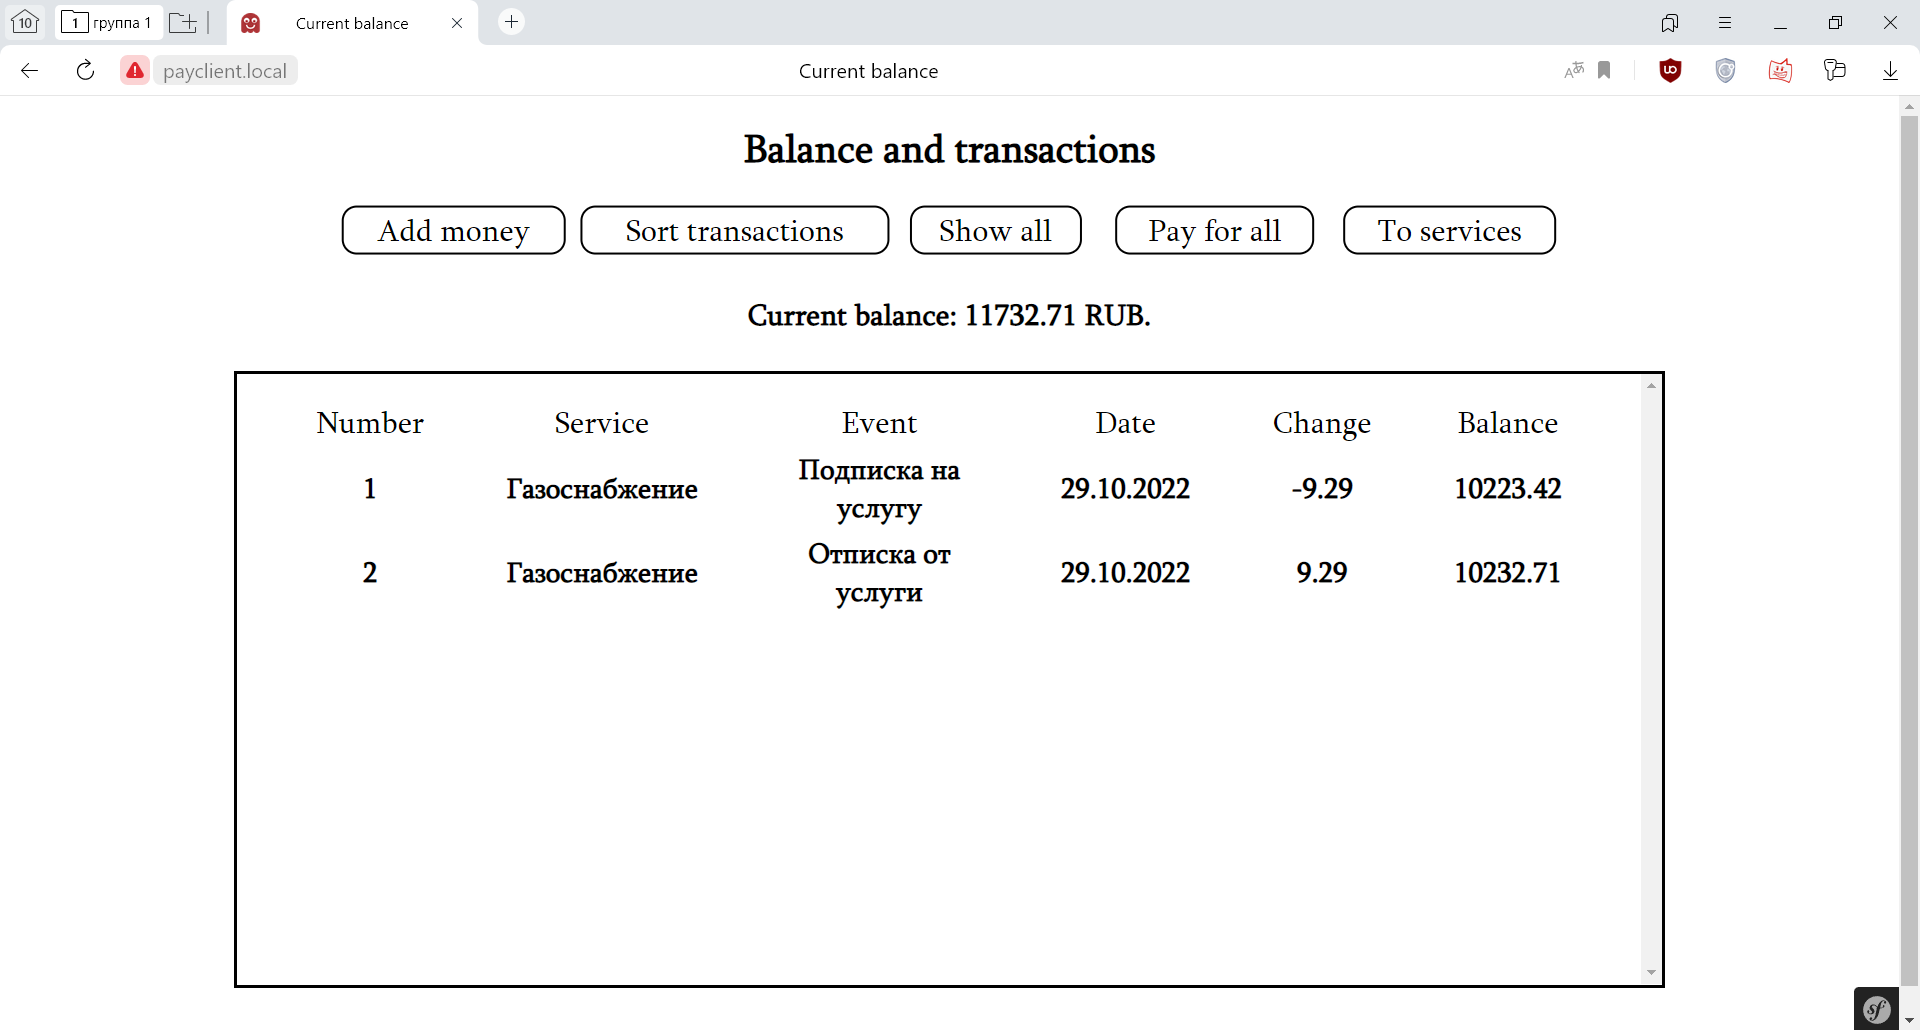 10
1 группа 1
Current balance
payclient.local
Current balance
Balance and transactions
Add money Sort transactions Show all Pay for all To services
Current balance: 11732.71 RUB.
Number Service Event Date Change Balance
1 Газоснабжение Подписка на услугу 29.10.2022 -9.29 10223.42
2 Газоснабжение Отписка от услуги 29.10.2022 9.29 10232.71
sf